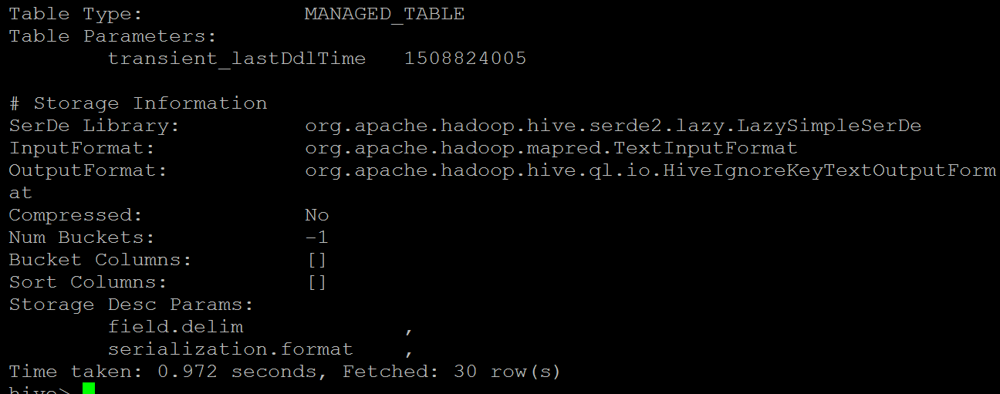 Table Type:             MANAGED_TABLE
Table Parameters:
        transient_lastDdlTime   1508824005

# Storage Information
SerDe Library:          org.apache.hadoop.hive.serde2.lazy.LazySimpleSerDe
InputFormat:            org.apache.hadoop.mapred.TextInputFormat
OutputFormat:           org.apache.hadoop.hive.ql.io.HiveIgnoreKeyTextOutputForm
at
Compressed:             No
Num Buckets:            -1
Bucket Columns:         []
Sort Columns:           []
Storage Desc Params:
        field.delim             ,
        serialization.format    ,
Time taken: 0.972 seconds, Fetched: 30 row(s)
hive>